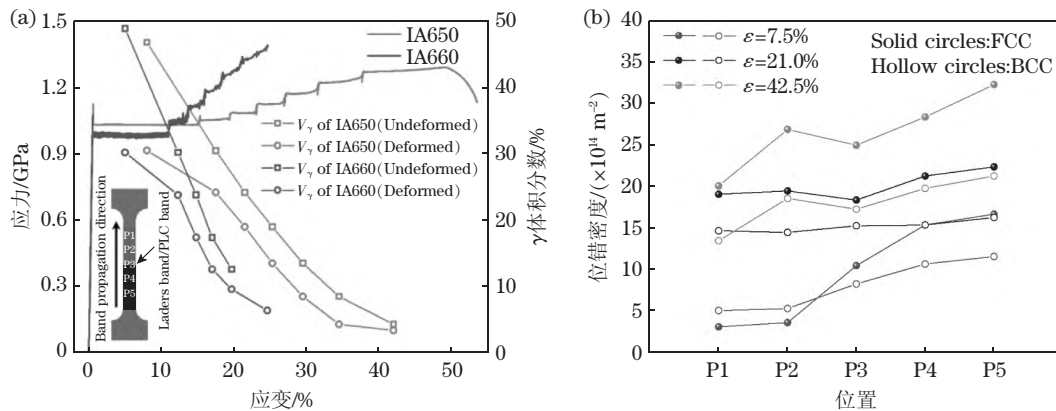 (a)
1.5
1.2
0.9
0.6
0.3
0
应力/GPa
50
40
30
20
10
0
γ体积分数/%
IA650
IA660
Vγ of IA650(Undeformed)
Vγ of IA650(Deformed)
Vγ of IA660(Undeformed)
Vγ of IA660(Deformed)
Band propagation direction
P1
P2
P3
P4
P5
Laders band/PLC band
0 10 20 30 40 50
应变/%
(b)
40
35
30
25
20
15
10
5
0
位错密度/(×10¹⁴ m⁻²)
ε=7.5%
ε=21.0%
ε=42.5%
Solid circles:FCC
Hollow circles:BCC
P1 P2 P3 P4 P5
位置